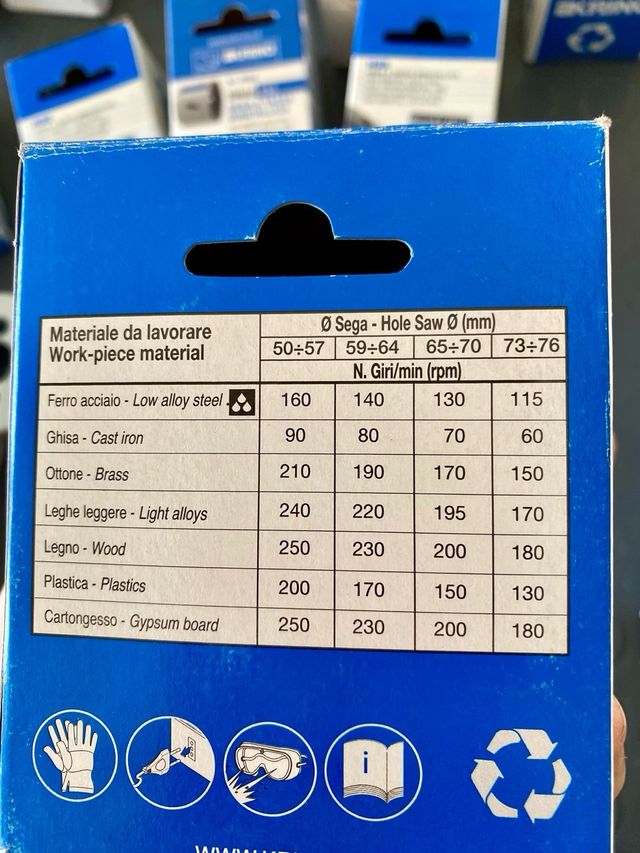 KRINO
Materiale da lavorare
Work-piece material
Ø Sega - Hole Saw Ø (mm)
50÷57 59÷64 65÷70 73÷76
N. Giri/min (rpm)
Ferro acciaio - Low alloy steel 160 140 130 115
Ghisa - Cast iron 90 80 70 60
Ottone - Brass 210 190 170 150
Leghe leggere - Light alloys 240 220 195 170
Legno - Wood 250 230 200 180
Plastica - Plastics 200 170 150 130
Cartongesso - Gypsum board 250 230 200 180
i